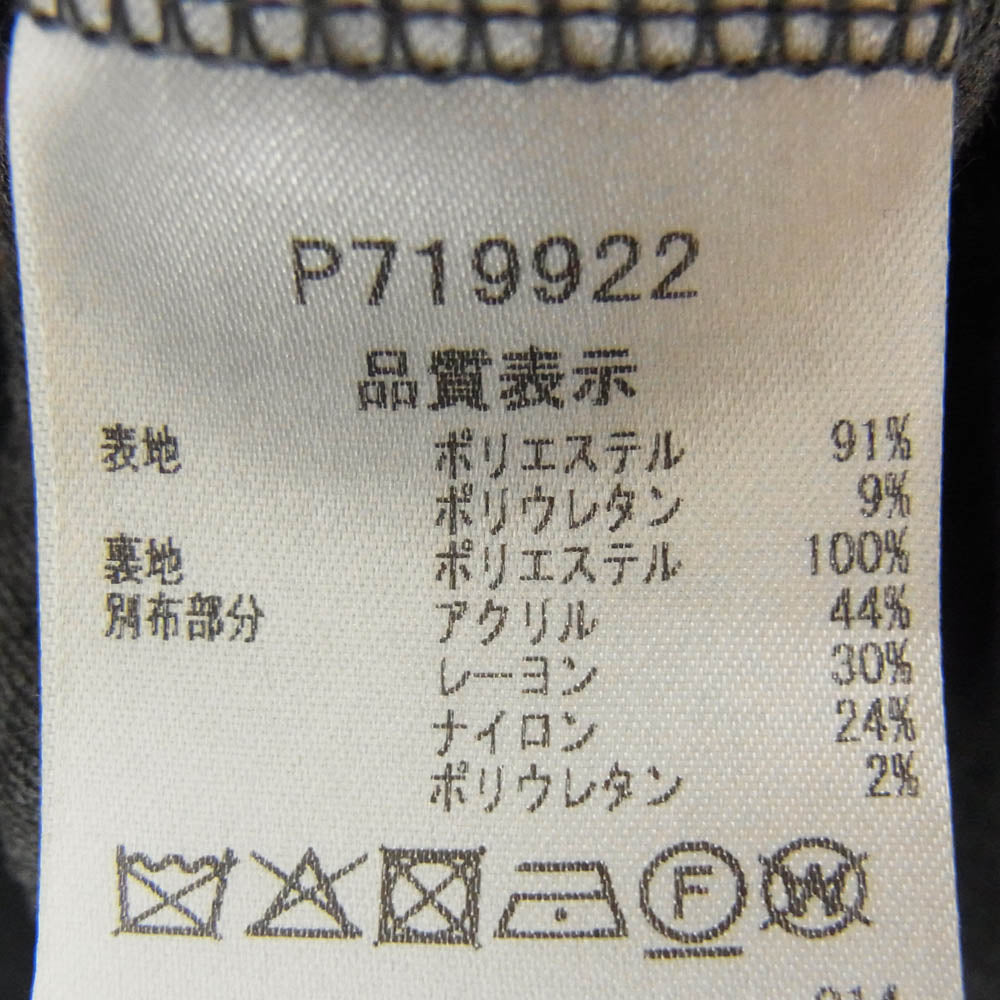 P719922
品質表示
表地 ポリエステル 91%
ポリウレタン 9%
裏地 ポリエステル 100%
別布部分 アクリル 44%
レーヨン 30%
ナイロン 24%
ポリウレタン 2%
F W